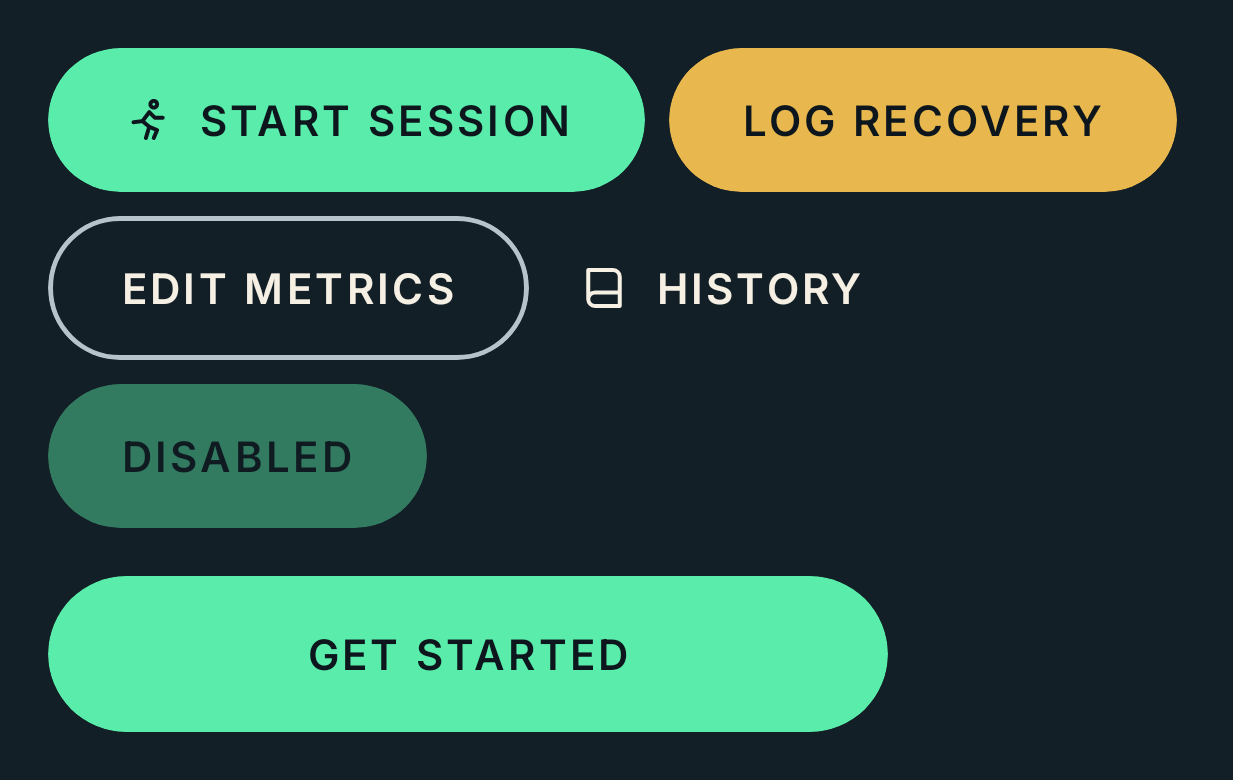 START SESSION
LOG RECOVERY
EDIT METRICS
HISTORY
DISABLED
GET STARTED